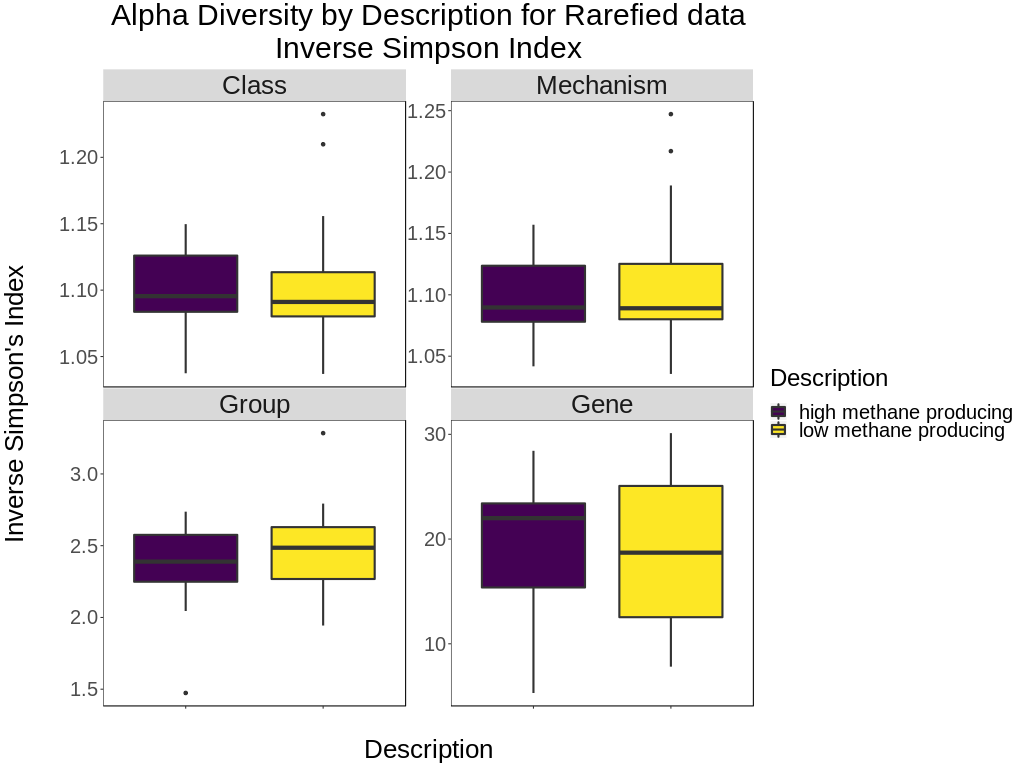 Alpha Diversity by Description for Rarefied data
Inverse Simpson Index
Class
Mechanism
1.20
1.15
1.10
1.05
1.25
1.20
1.15
1.10
1.05
Group
Gene
3.0
2.5
2.0
1.5
30
20
10
Inverse Simpson's Index
Description
Description
high methane producing
low methane producing